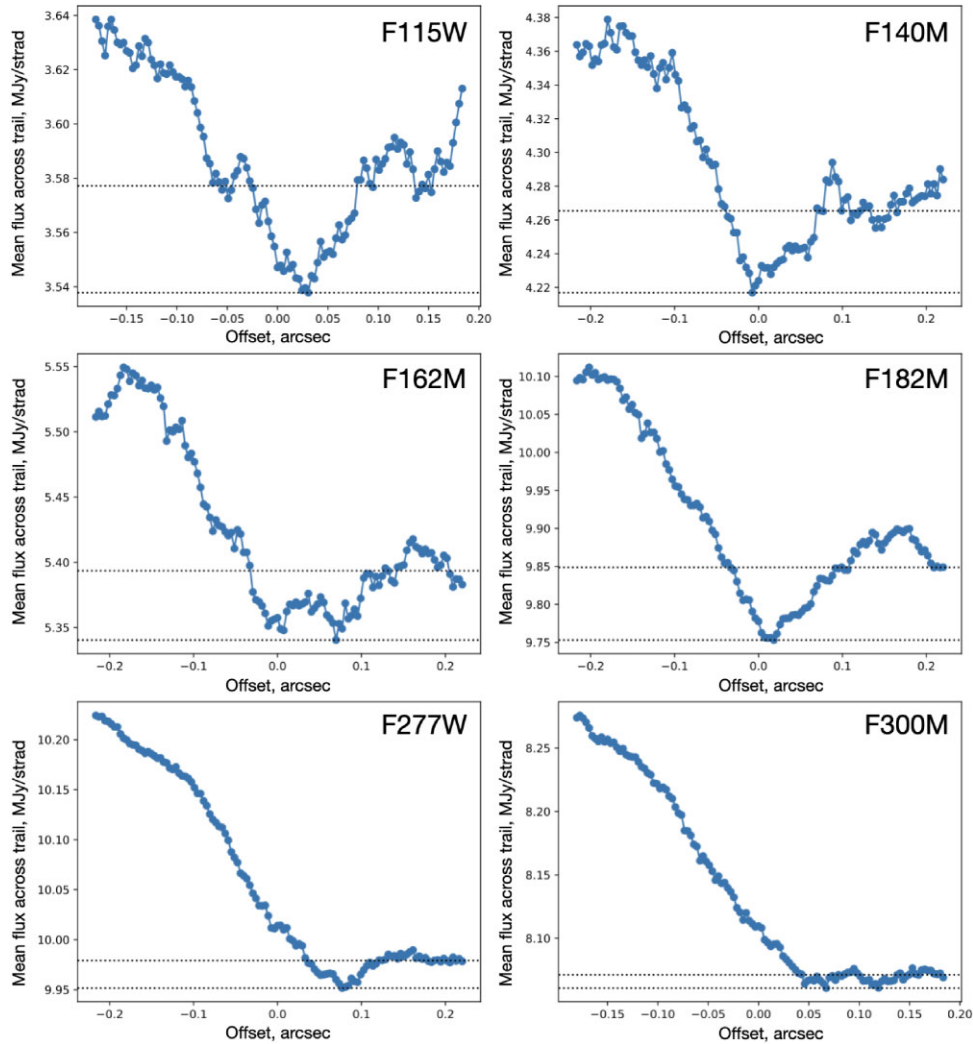 F115W
Mean flux across trail, MJy/strad
3.64
3.62
3.60
3.58
3.56
3.54
−0.15 −0.10 −0.05 0.00 0.05 0.10 0.15 0.20
Offset, arcsec
F140M
Mean flux across trail, MJy/strad
4.38
4.36
4.34
4.32
4.30
4.28
4.26
4.24
4.22
−0.2 −0.1 0.0 0.1 0.2
Offset, arcsec
F162M
Mean flux across trail, MJy/strad
5.55
5.50
5.45
5.40
5.35
−0.2 −0.1 0.0 0.1 0.2
Offset, arcsec
F182M
Mean flux across trail, MJy/strad
10.10
10.05
10.00
9.95
9.90
9.85
9.80
9.75
−0.2 −0.1 0.0 0.1 0.2
Offset, arcsec
F277W
Mean flux across trail, MJy/strad
10.20
10.15
10.10
10.05
10.00
9.95
−0.2 −0.1 0.0 0.1 0.2
Offset, arcsec
F300M
Mean flux across trail, MJy/strad
8.25
8.20
8.15
8.10
−0.15 −0.10 −0.05 0.00 0.05 0.10 0.15 0.20
Offset, arcsec